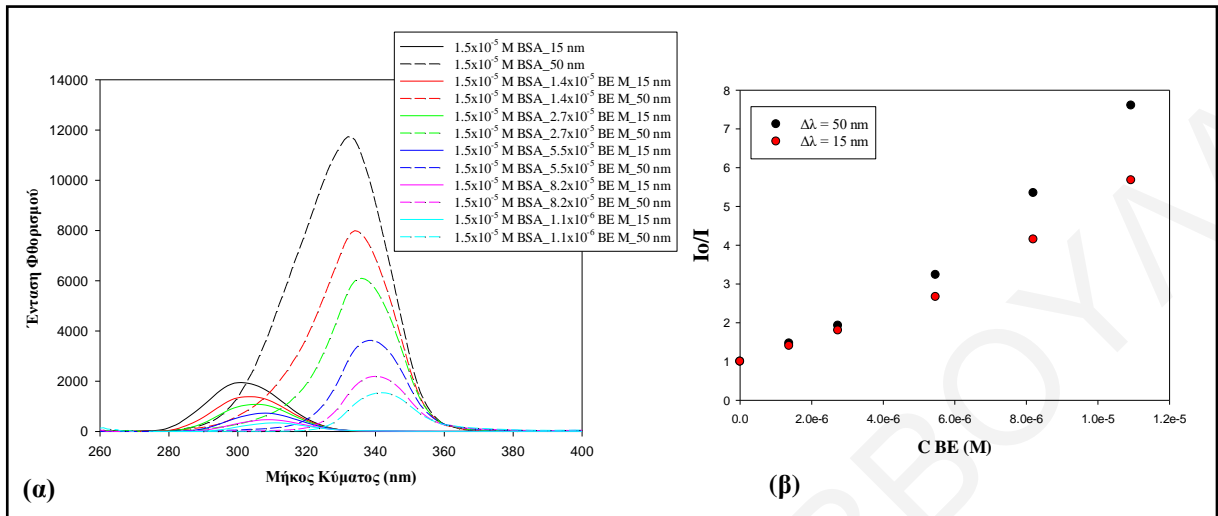 1.5x10⁻⁵ M BSA_15 nm
1.5x10⁻⁵ M BSA_50 nm
1.5x10⁻⁵ M BSA_1.4x10⁻⁵ BE M_15 nm
1.5x10⁻⁵ M BSA_1.4x10⁻⁵ BE M_50 nm
1.5x10⁻⁵ M BSA_2.7x10⁻⁵ BE M_15 nm
1.5x10⁻⁵ M BSA_2.7x10⁻⁵ BE M_50 nm
1.5x10⁻⁵ M BSA_5.5x10⁻⁵ BE M_15 nm
1.5x10⁻⁵ M BSA_5.5x10⁻⁵ BE M_50 nm
1.5x10⁻⁵ M BSA_8.2x10⁻⁵ BE M_15 nm
1.5x10⁻⁵ M BSA_8.2x10⁻⁵ BE M_50 nm
1.5x10⁻⁵ M BSA_1.1x10⁻⁶ BE M_15 nm
1.5x10⁻⁵ M BSA_1.1x10⁻⁶ BE M_50 nm
14000
12000
10000
8000
6000
4000
2000
0
Ένταση Φθορισμού
260 280 300 320 340 360 380 400
Μήκος Κύματος (nm)
(α)
Δλ = 50 nm
Δλ = 15 nm
8
7
6
5
4
3
2
1
0
Io/I
0.0 2.0e-6 4.0e-6 6.0e-6 8.0e-6 1.0e-5 1.2e-5
C BE (M)
(β)